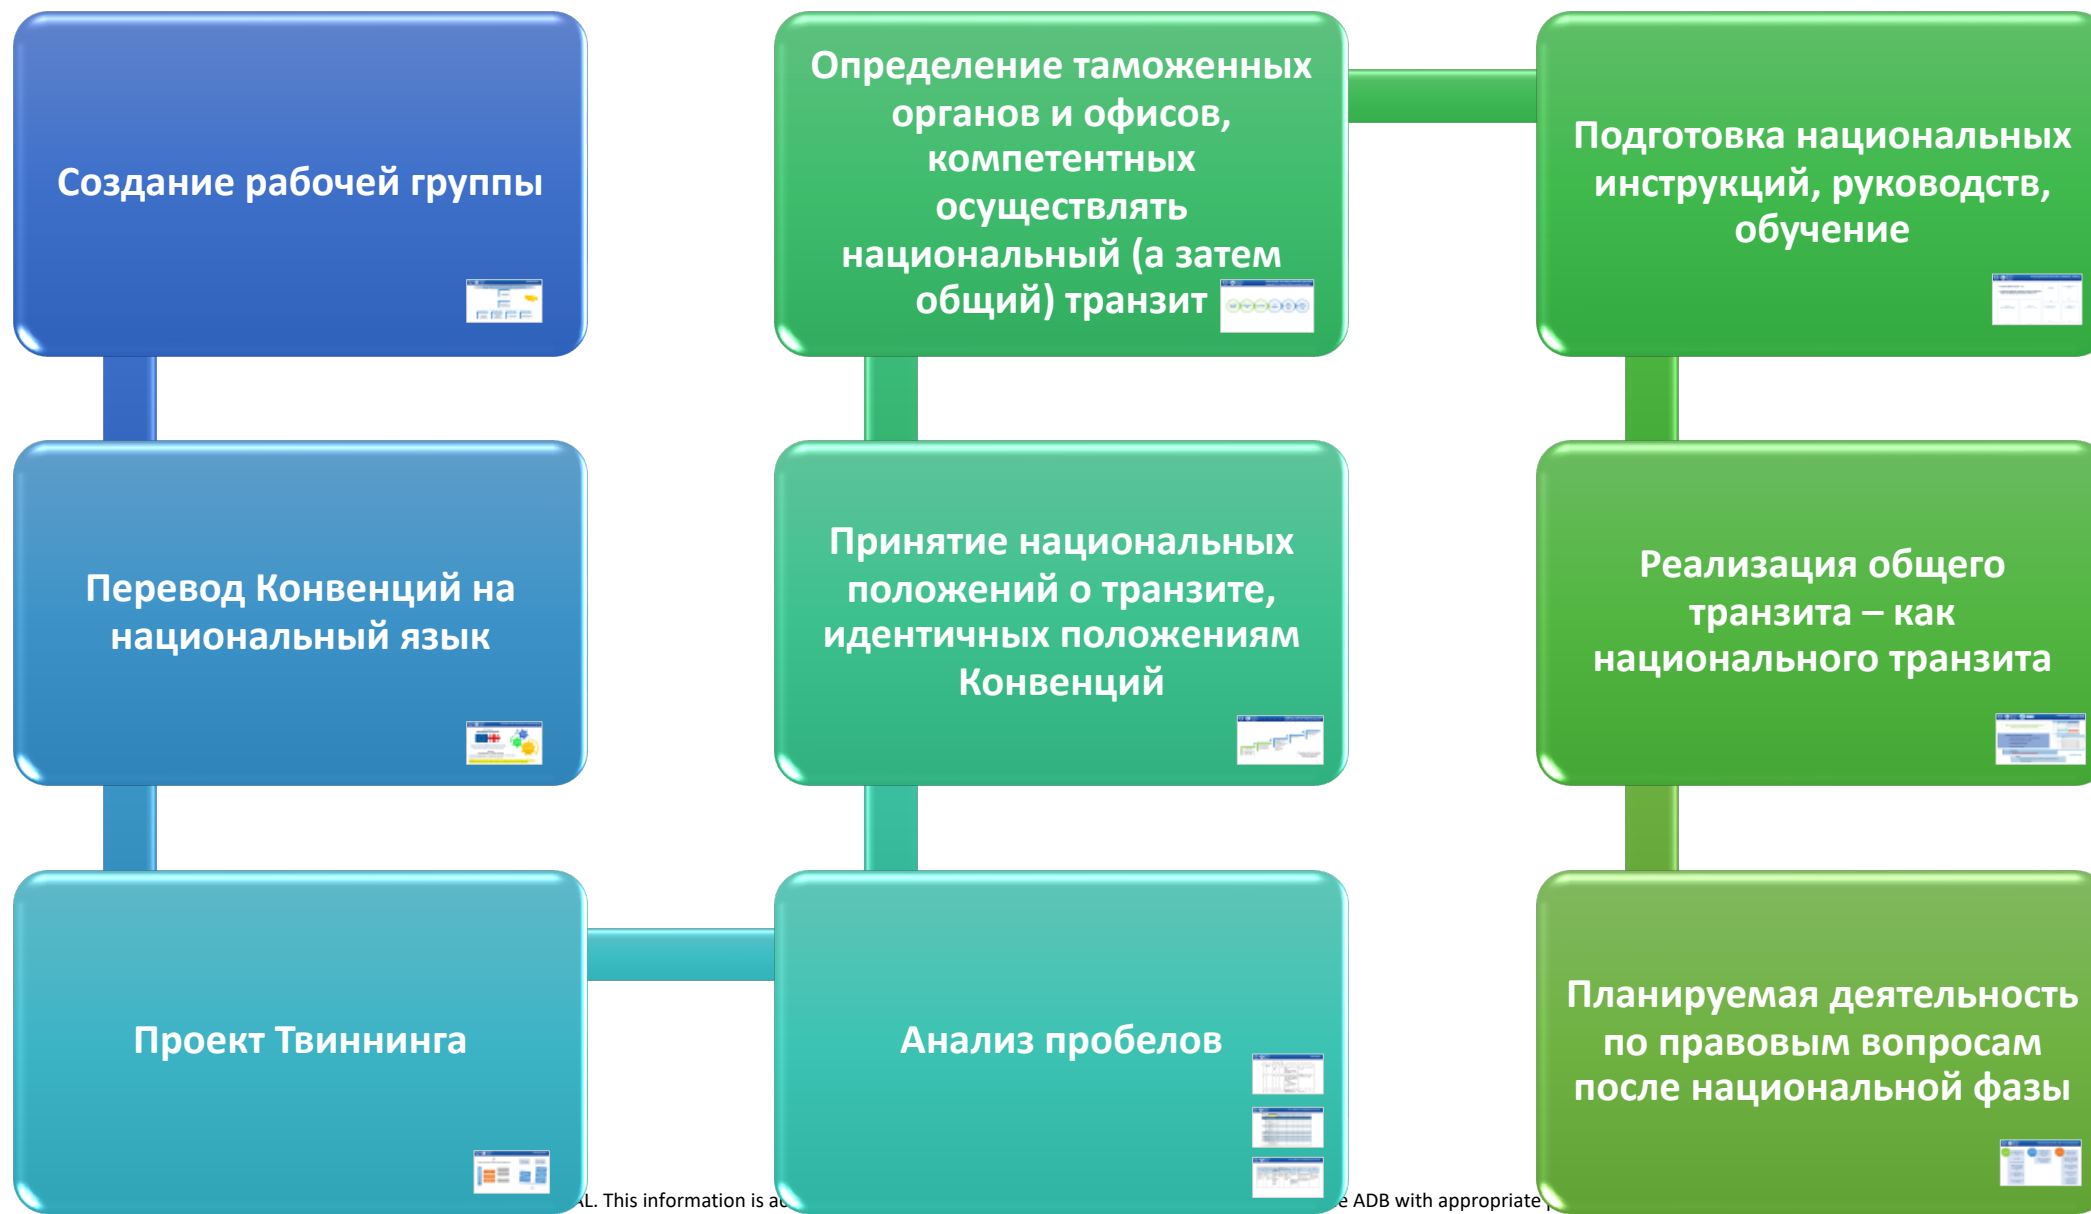 Создание рабочей группы
Перевод Конвенций на
национальный язык
Проект Твиннинга
Анализ пробелов
Принятие национальных
положений о транзите,
идентичных положениям
Конвенций
Определение таможенных
органов и офисов,
компетентных
осуществлять
национальный (а затем
общий) транзит
Подготовка национальных
инструкций, руководств,
обучение
Реализация общего
транзита – как
национального транзита
Планируемая деятельность
по правовым вопросам
после национальной фазы
This information is ADB with appropriate